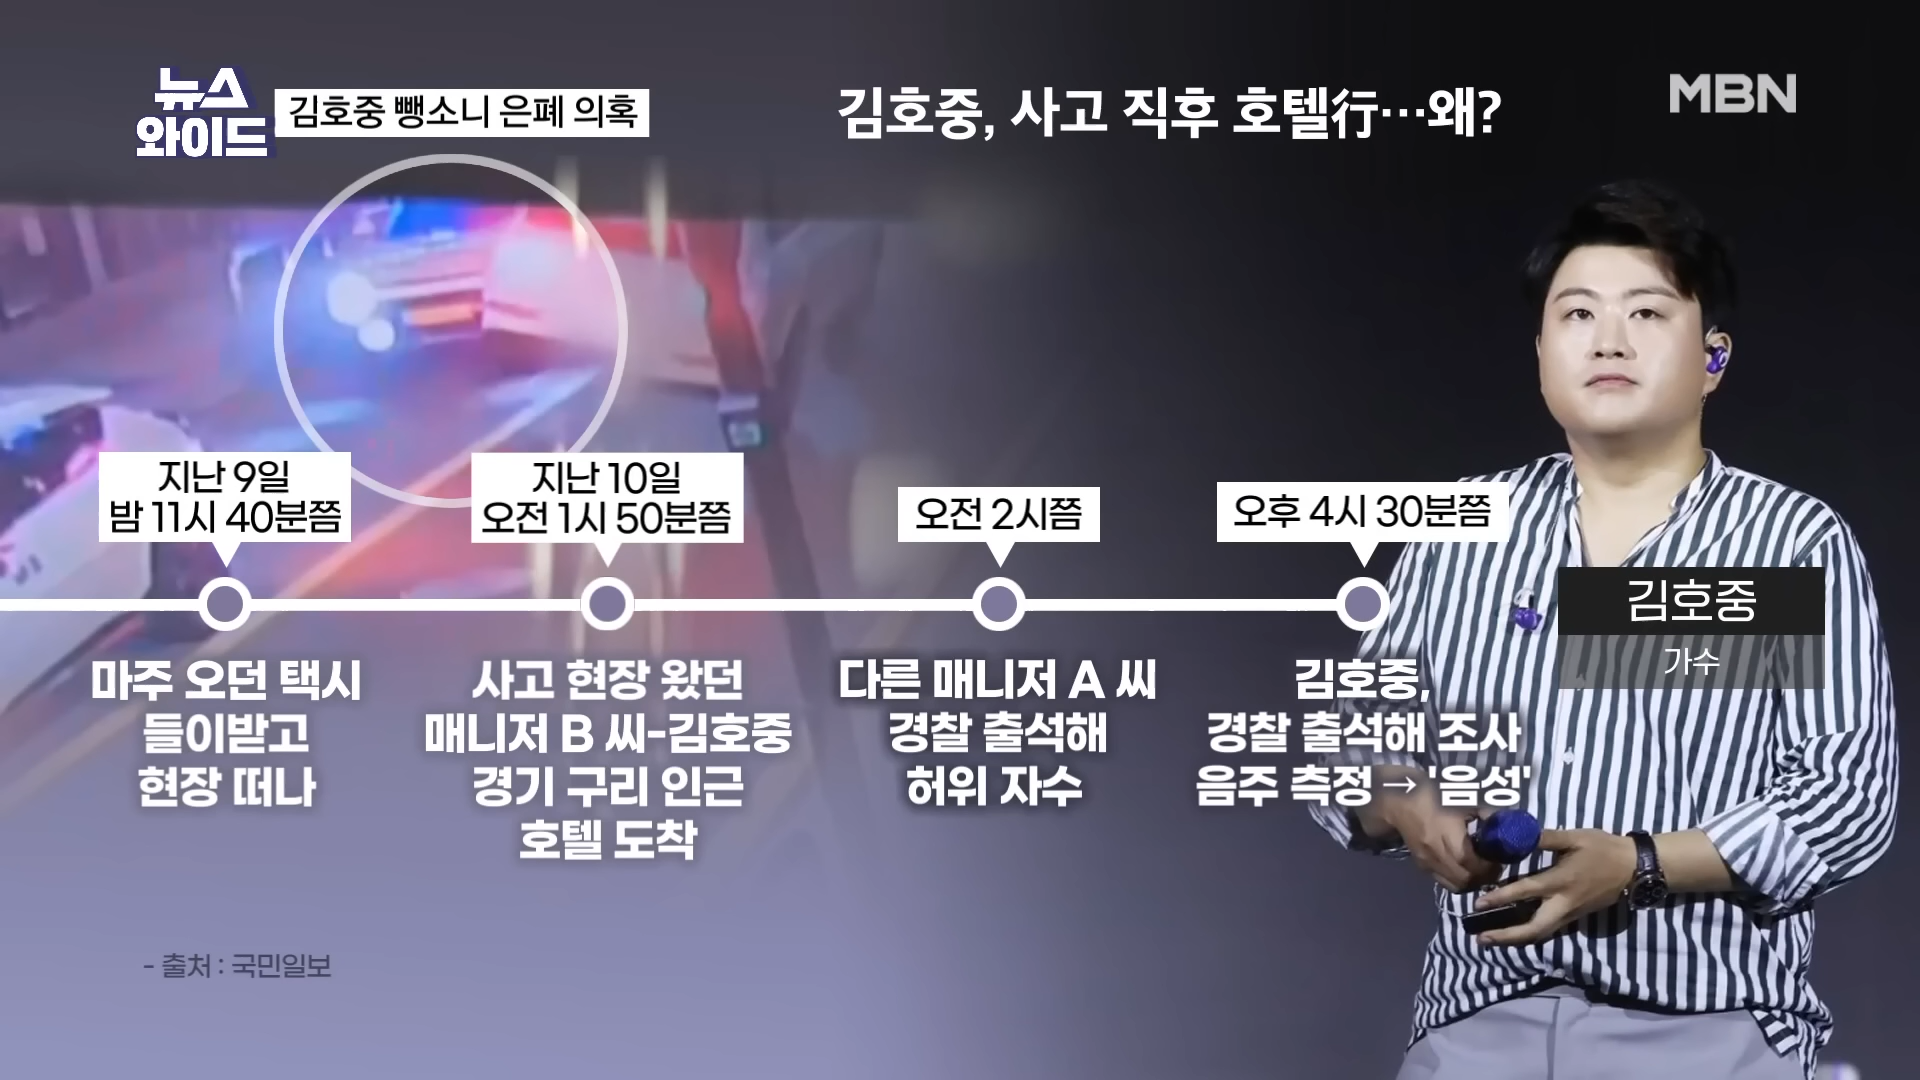 뉴스
와이드
김호중 뺑소니 은폐 의혹
김호중, 사고 직후 호텔行…왜?
MBN
지난 9일
밤 11시 40분쯤
마주 오던 택시
들이받고
현장 떠나
지난 10일
오전 1시 50분쯤
사고 현장 왔던
매니저 B 씨-김호중
경기 구리 인근
호텔 도착
오전 2시쯤
다른 매니저 A 씨
경찰 출석해
허위 자수
오후 4시 30분쯤
김호중,
경찰 출석해 조사
음주 측정 → '음성'
김호중
가수
- 출처 : 국민일보